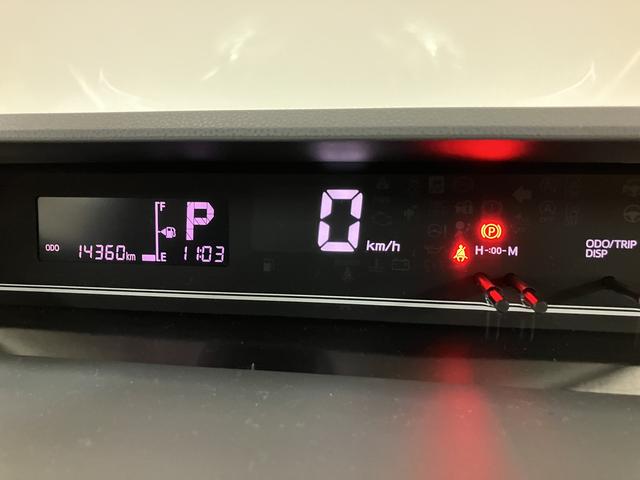 F
P
0
km/h
ODO 14360km
E 11:03
P
H-:00-M
ODO/TRIP
DISP